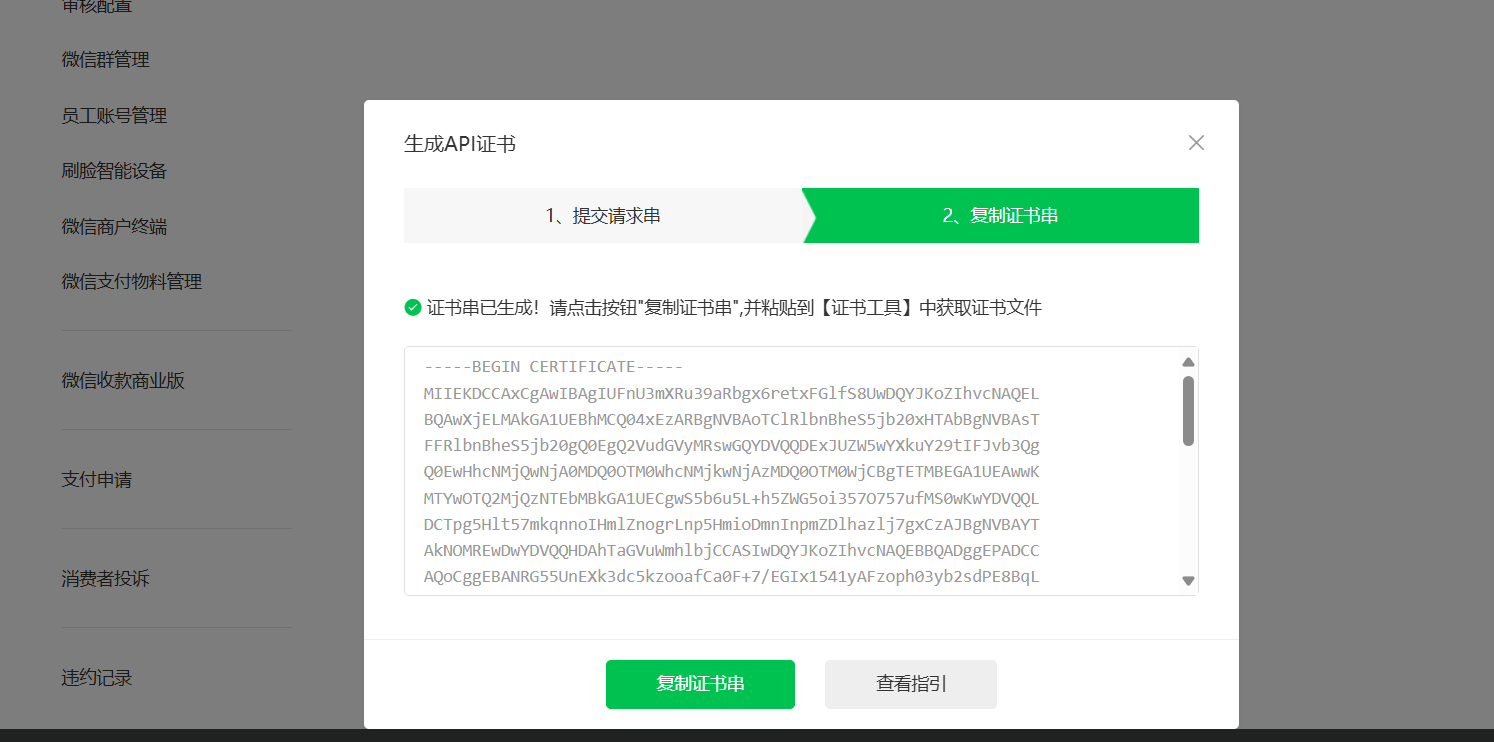 审核配置
微信群管理
员工账号管理
刷脸智能设备
微信商户终端
微信支付物料管理
微信收款商业版
支付申请
消费者投诉
违约记录
生成API证书
1、提交请求串
2、复制证书串
证书串已生成！请点击按钮"复制证书串",并粘贴到【证书工具】中获取证书文件
-----BEGIN CERTIFICATE-----
MIIEKDCCAxCgAwIBAgIUFnU3mXRu39aRbgx6retxFGlfS8UwDQYJKoZIhvcNAQEL
BQAwXjELMAkGA1UEBhMCQ04xEzARBgNVBAoTClRlbnBheS5jb20xHTAbBgNVBAsT
FFRlbnBheS5jb20gQ0EgQ2VudGVyMRswGQYDVQQDExJUZW5wYXkuY29tIFJvb3Qg
Q0EwHhcNMjQwNjA0MDQ0OTM0WhcNMjkwNjAzMDQ0OTM0WjCBgTETMBEGA1UEAwwK
MTYwOTQ2MjQzNTEbMBkGA1UECgwS5b6u5L+h5ZWG5oi357O757ufMS0wKwYDVQQL
DCTpg5Hlt57mkqnnoIHmlZnogrLnp5HmioDmnInpmZDlhazlj7gxCzAJBgNVBAYT
AkNOMREwDwYDVQQHDAhTaGVuWmhlbjCCASIwDQYJKoZIhvcNAQEBBQADggEPADCC
AQoCggEBANRG55UnEXk3dc5kzooafCa0F+7/EGIx1541yAFzoph03yb2sdPE8BqL
复制证书串
查看指引